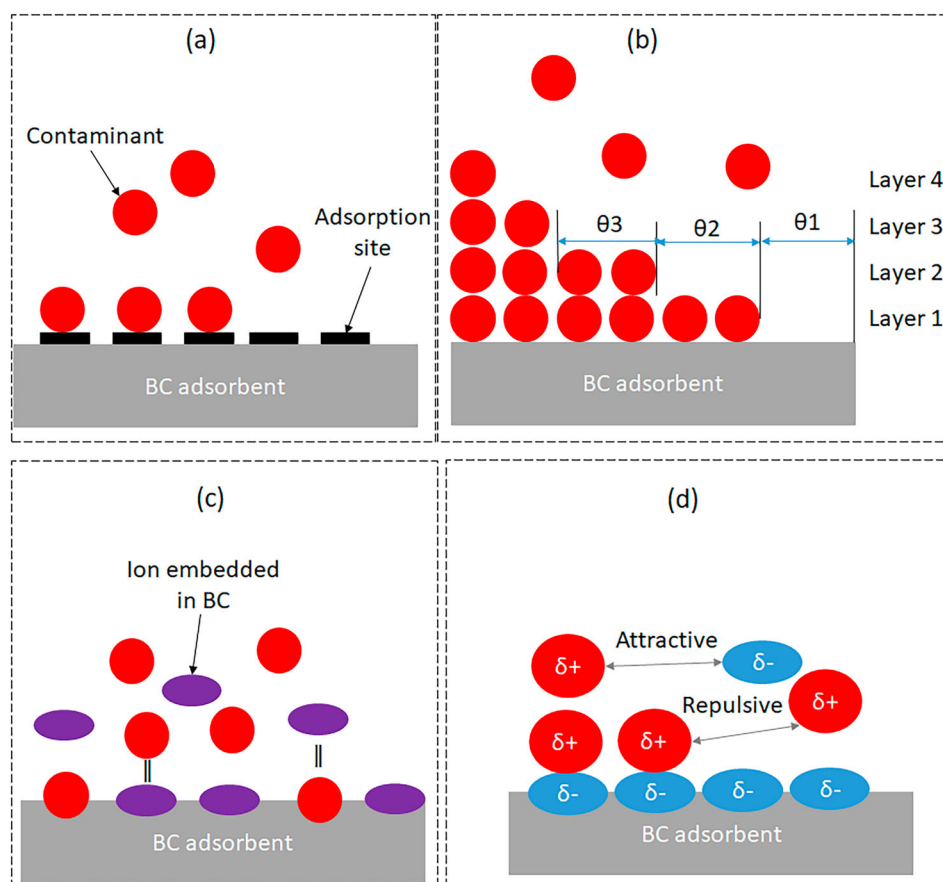 (a)
Contaminant
Adsorption
site
BC adsorbent
(b)
Layer 4
Layer 3
θ3
θ2
θ1
Layer 2
Layer 1
BC adsorbent
(c)
Ion embedded
in BC
||
||
BC adsorbent
(d)
Attractive
δ+
δ-
Repulsive
δ+
δ+
δ+
δ-
δ-
δ-
δ-
BC adsorbent